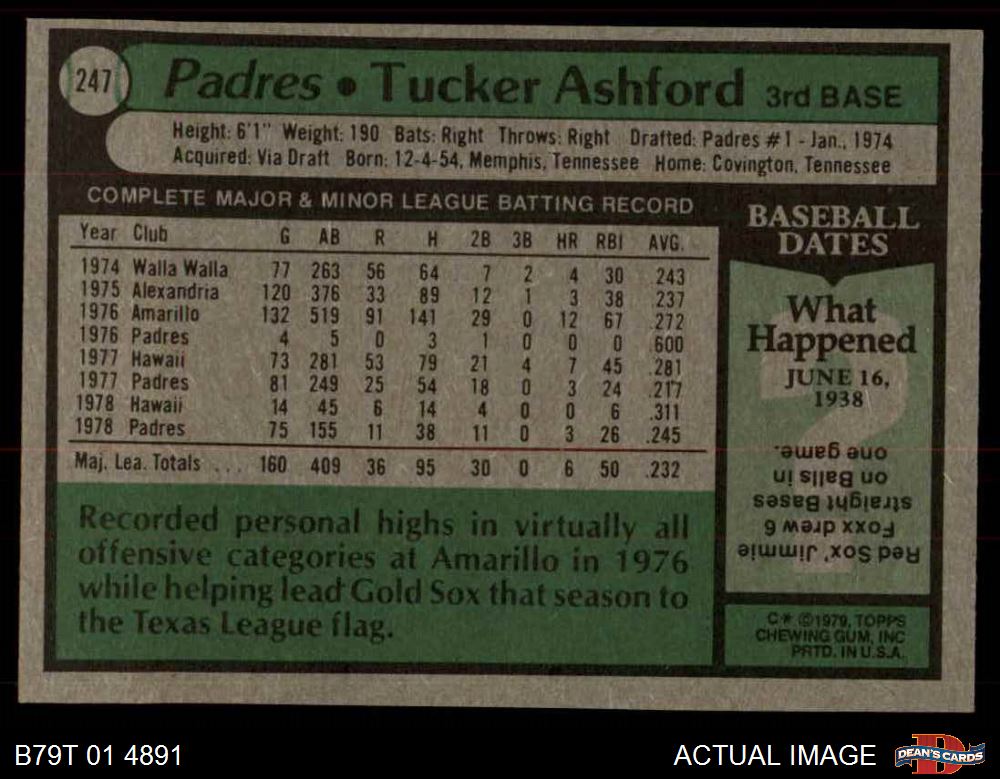 247 Padres • Tucker Ashford 3rd BASE
Height: 6'1" Weight: 190 Bats: Right Throws: Right Drafted: Padres #1 - Jan., 1974
Acquired: Via Draft Born: 12-4-54, Memphis, Tennessee Home: Covington, Tennessee
COMPLETE MAJOR & MINOR LEAGUE BATTING RECORD
Year Club G AB R H 2B 3B HR RBI AVG.
1974 Walla Walla 77 263 56 64 7 2 4 30 .243
1975 Alexandria 120 376 33 89 12 1 3 38 .237
1976 Amarillo 132 519 91 141 29 0 12 67 .272
1976 Padres 4 5 0 3 1 0 0 0 .600
1977 Hawaii 73 281 53 79 21 4 7 45 .281
1977 Padres 81 249 25 54 18 0 3 24 .217
1978 Hawaii 14 45 6 14 4 0 0 6 .311
1978 Padres 75 155 11 38 11 0 3 26 .245
Maj. Lea. Totals ... 160 409 36 95 30 0 6 50 .232
Recorded personal highs in virtually all
offensive categories at Amarillo in 1976
while helping lead Gold Sox that season to
the Texas League flag.
BASEBALL
DATES
What
Happened
JUNE 16,
1938
?
Red Sox', Jimmie
Foxx drew 6
straight Bases
on Balls in
one game.
C* ©1979, TOPPS
CHEWING GUM, INC
PRTD. IN U.S.A.
B79T 01 4891
ACTUAL IMAGE
DEAN'S CARDS